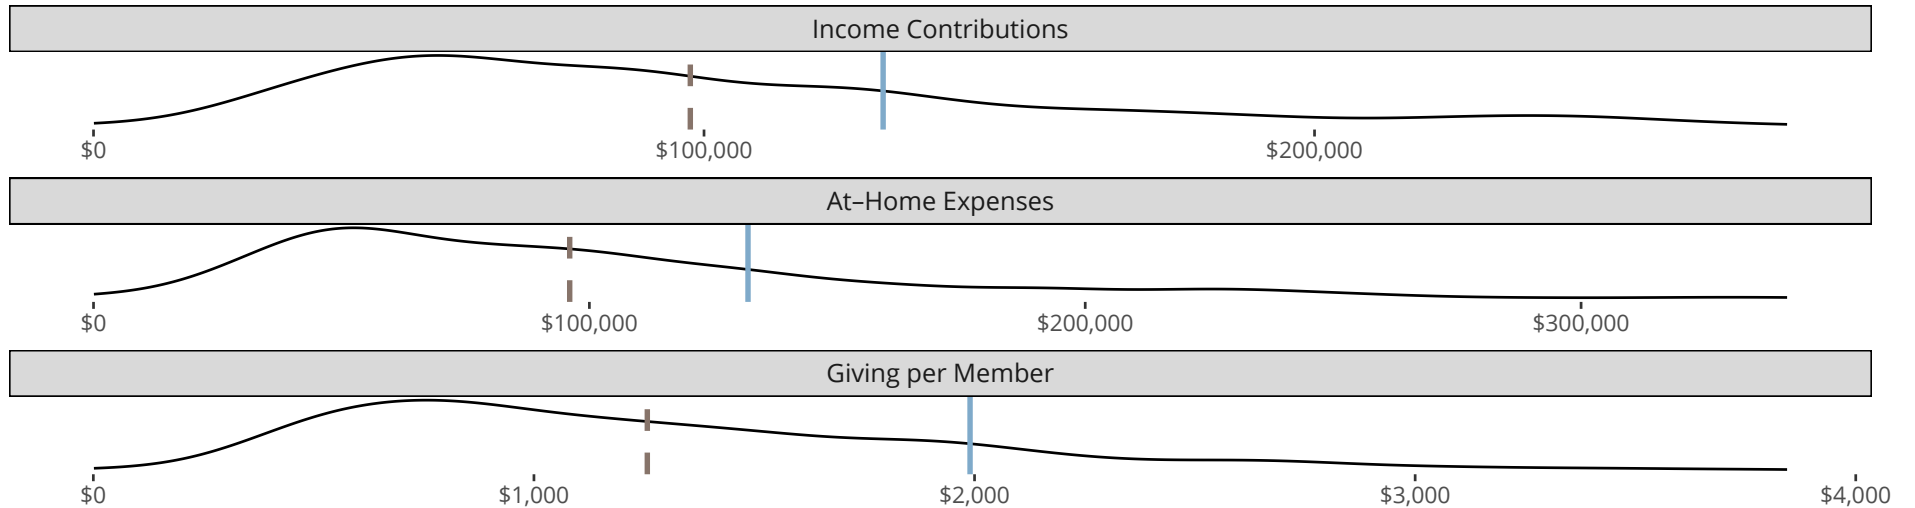 Income Contributions
$0 $100,000 $200,000
At–Home Expenses
$0 $100,000 $200,000 $300,000
Giving per Member
$0 $1,000 $2,000 $3,000 $4,000